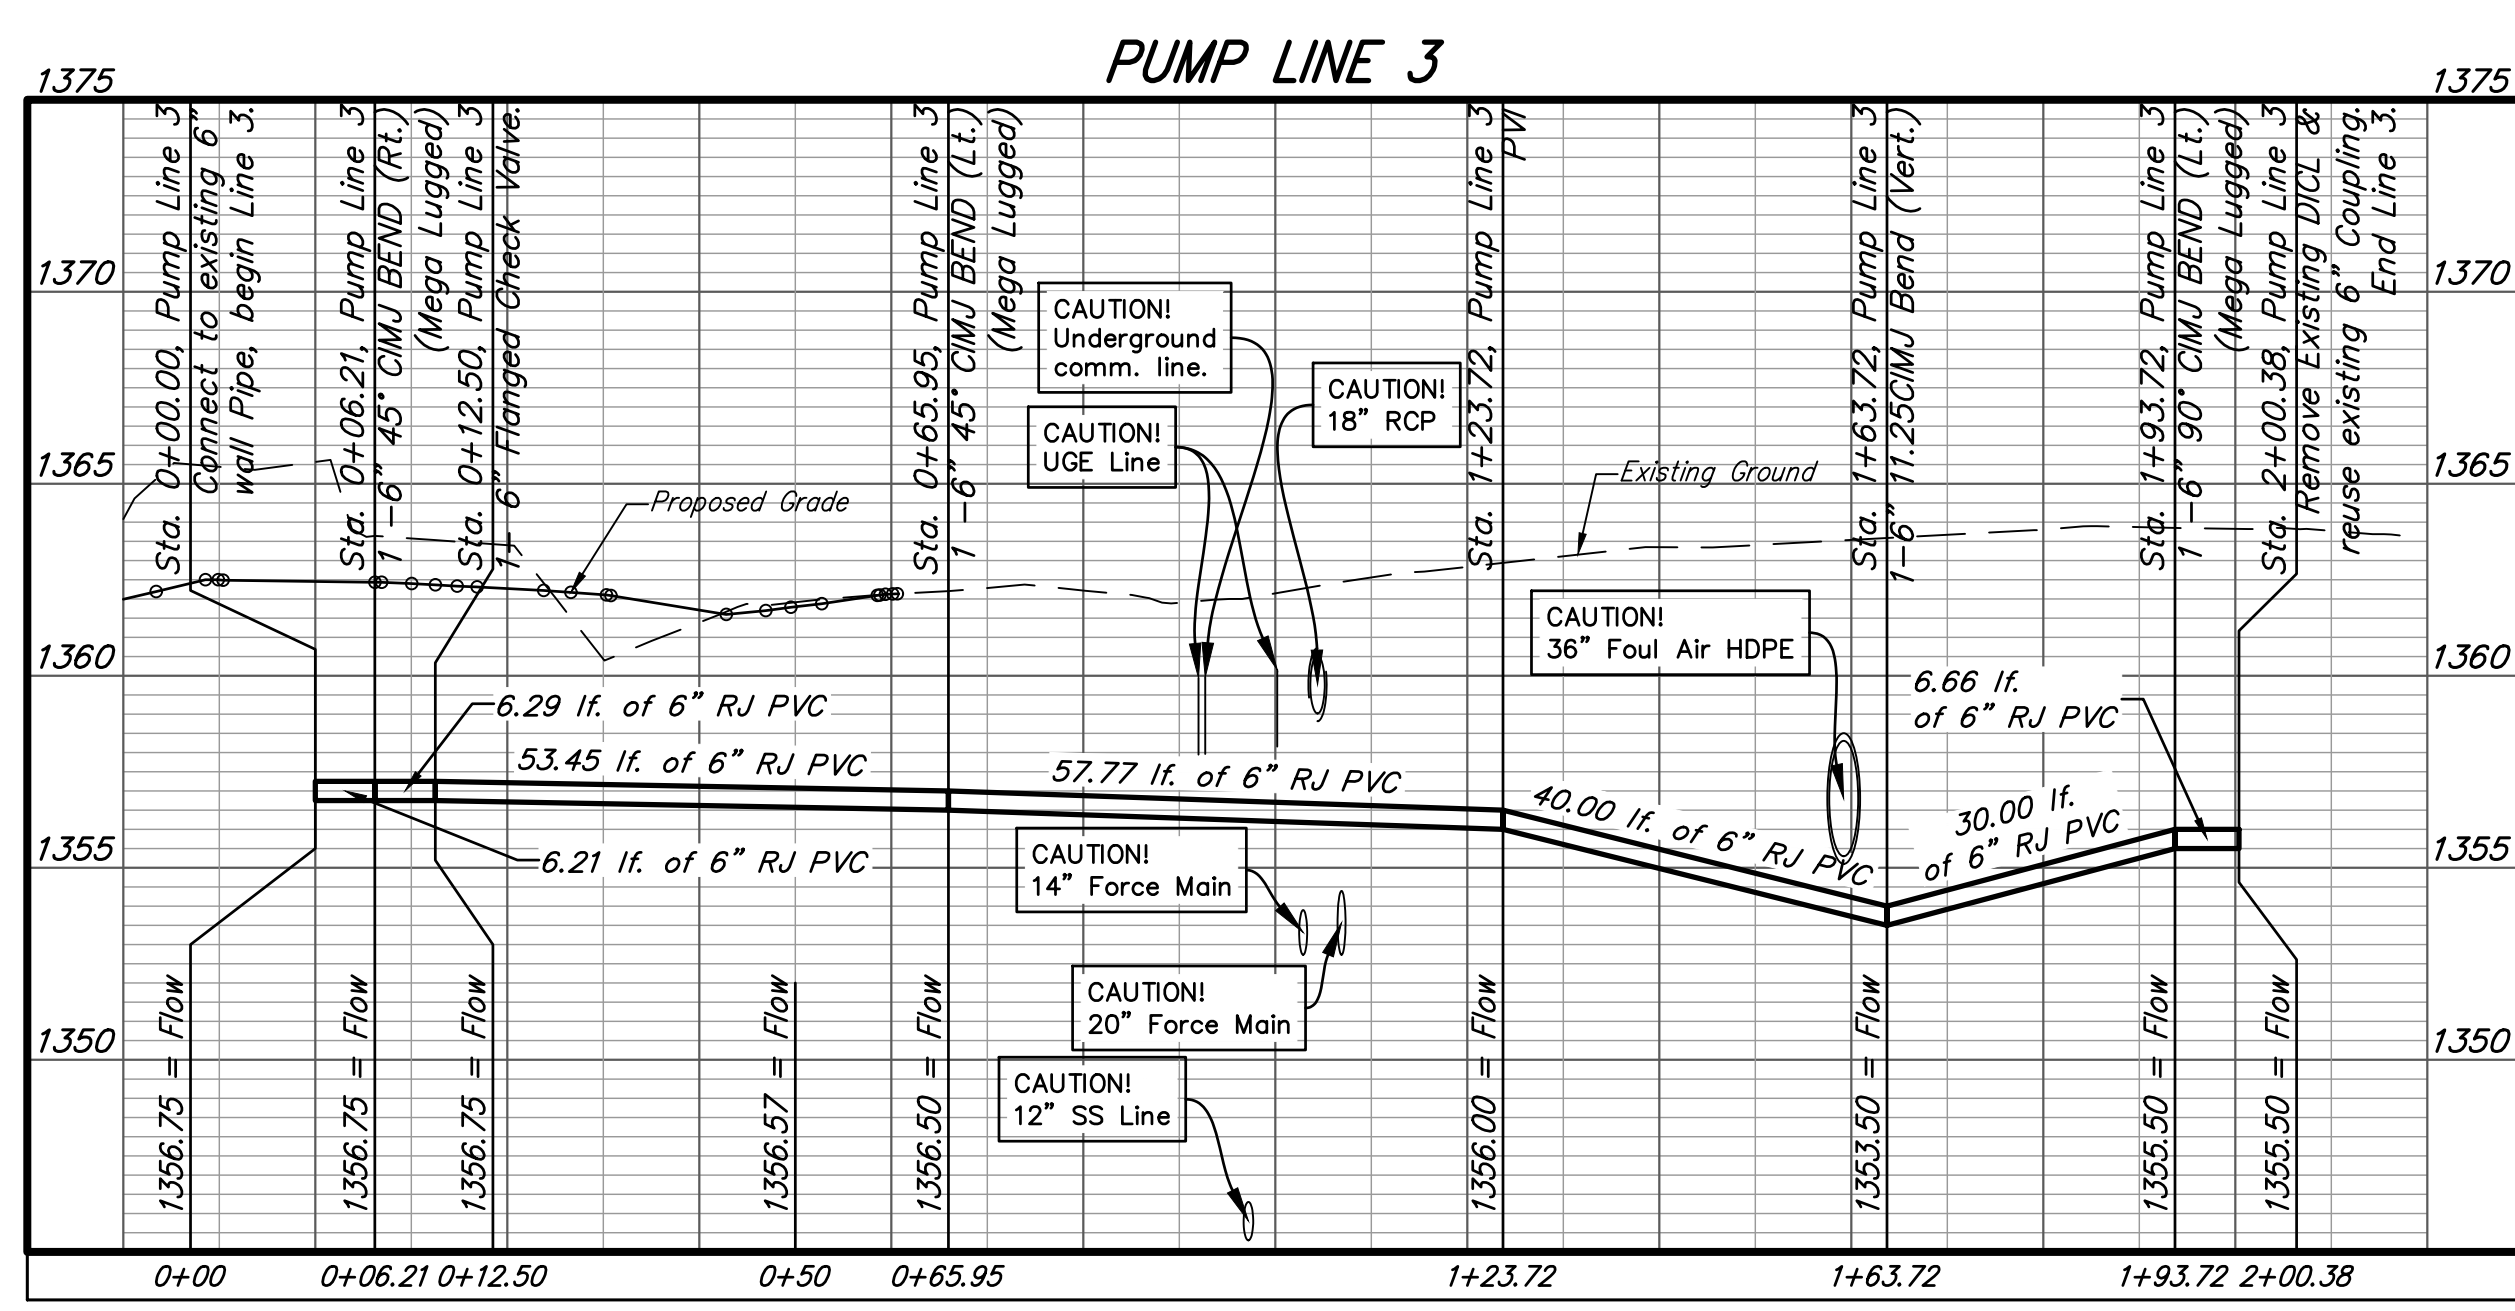 PUMP LINE 3
1375
1375
1370
1370
1365
1365
1360
1360
1355
1355
1350
1350
Sta. 0+00.00, Pump Line 3
Connect to existing 6”
wall Pipe, begin Line 3.
Sta. 0+06.21, Pump Line 3
1 -6” 45° CIMJ BEND (Rt.)
(Mega Lugged)
Sta. 0+12.50, Pump Line 3
1- 6” Flanged Check Valve.
Sta. 0+65.95, Pump Line 3
1 -6” 45° CIMJ BEND (Lt.)
(Mega Lugged)
Sta. 1+23.72, Pump Line 3
PVI
Sta. 1+63.72, Pump Line 3
1-6” 11.25CIMJ Bend (Vert.)
Sta. 1+93.72, Pump Line 3
1 -6” 90° CIMJ BEND (Lt.)
(Mega Lugged)
Sta. 2+00.38, Pump Line 3
Remove Existing DICL &
reuse existing 6” Coupling.
End Line 3.
CAUTION!
Underground
comm. line.
CAUTION!
UGE Line
CAUTION!
18” RCP
Proposed Grade
Existing Ground
CAUTION!
36” Foul Air HDPE
6.29 lf. of 6” RJ PVC
53.45 lf. of 6” RJ PVC
57.77 lf. of 6” RJ PVC
40.00 lf. of 6” RJ PVC
30.00 lf.
of 6” RJ PVC
6.66 lf.
of 6” RJ PVC
6.21 lf. of 6” RJ PVC
CAUTION!
14” Force Main
CAUTION!
20” Force Main
CAUTION!
12” SS Line
1356.75 = Flow
1356.75 = Flow
1356.75 = Flow
1356.57 = Flow
1356.50 = Flow
1356.00 = Flow
1353.50 = Flow
1355.50 = Flow
1355.50 = Flow
0+00 0+06.21 0+12.50 0+50 0+65.95 1+23.72 1+63.72 1+93.72 2+00.38